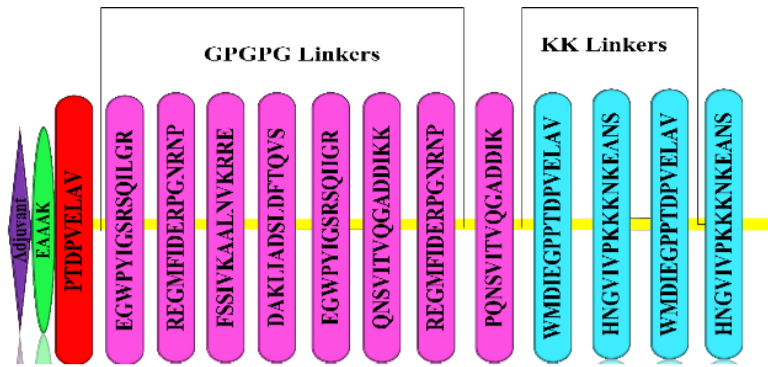 GPGPG Linkers
KK Linkers
Adjuvant
EAAAK
PTDPVELAV
EGWPYIGSRSQILGR
REGMFIDERPGNRNP
FSSIVKAALNVKRRE
DAKLIADSLDFTQVS
EGWPYIGSRSQIIGR
QNSVITVQGADDIKK
REGMFIDERPGNRNP
PQNSVITVQGADDIK
WMDIEGPPTDPVELAV
HNGVIVPKKKNKEANS
WMDIEGPPTDPVELAV
HNGVIVPKKKNKEANS